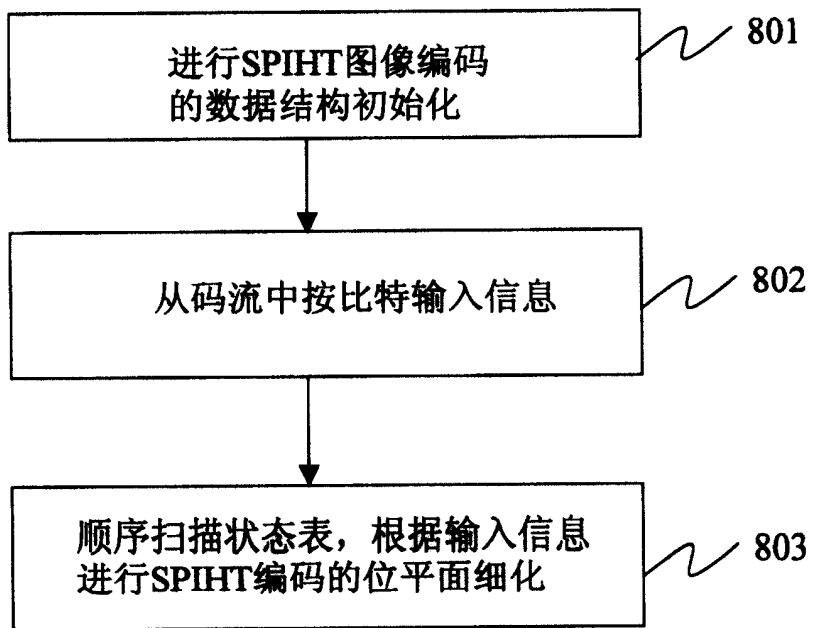 801
进行SPIHT图像编码
的数据结构初始化
802
从码流中按比特输入信息
803
顺序扫描状态表，根据输入信息
进行SPIHT编码的位平面细化